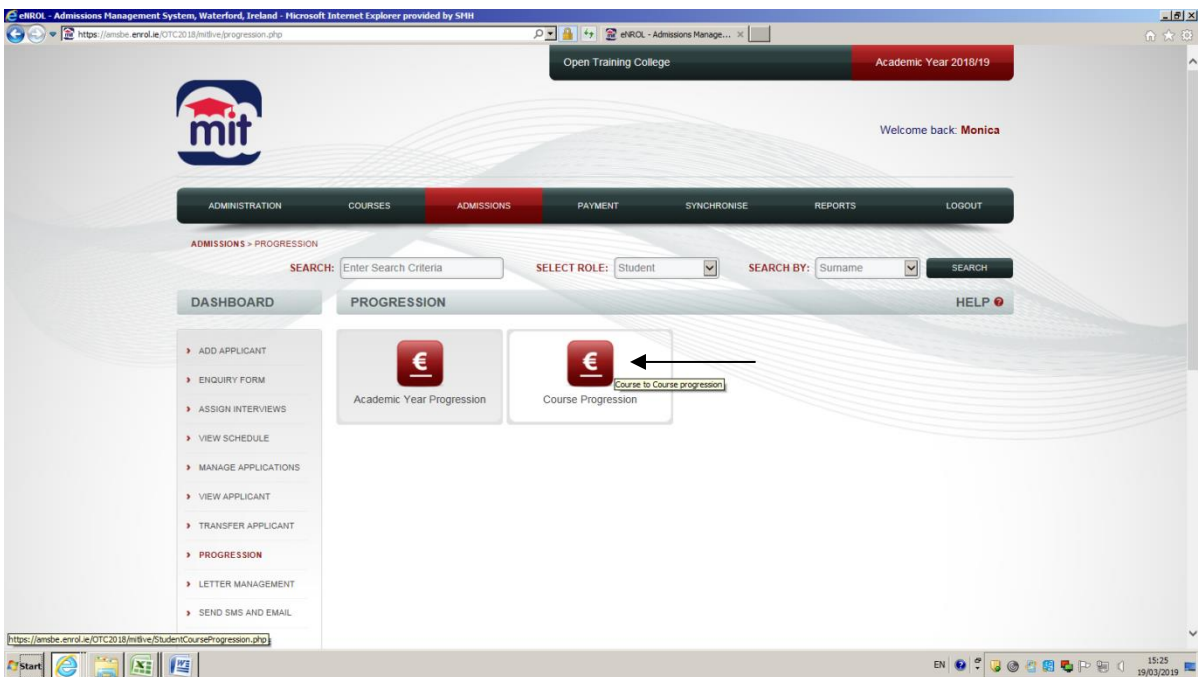 eNROL - Admissions Management System, Waterford, Ireland - Microsoft Internet Explorer provided by SMH
https://amsbe.enrol.ie/OTC2018/mitlive/progression.php
eNROL - Admissions Manage...
Open Training College
Academic Year 2018/19
mit
Welcome back: Monica
ADMINISTRATION COURSES ADMISSIONS PAYMENT SYNCHRONISE REPORTS LOGOUT
ADMISSIONS > PROGRESSION
SEARCH: Enter Search Criteria SELECT ROLE: Student SEARCH BY: Surname SEARCH
DASHBOARD PROGRESSION HELP ?
ADD APPLICANT
ENQUIRY FORM
ASSIGN INTERVIEWS
VIEW SCHEDULE
MANAGE APPLICATIONS
VIEW APPLICANT
TRANSFER APPLICANT
PROGRESSION
LETTER MANAGEMENT
SEND SMS AND EMAIL
€
Academic Year Progression
€
Course to Course progression
Course Progression
https://amsbe.enrol.ie/OTC2018/mitlive/StudentCourseProgression.php
Start
EN
15:25
19/03/2019